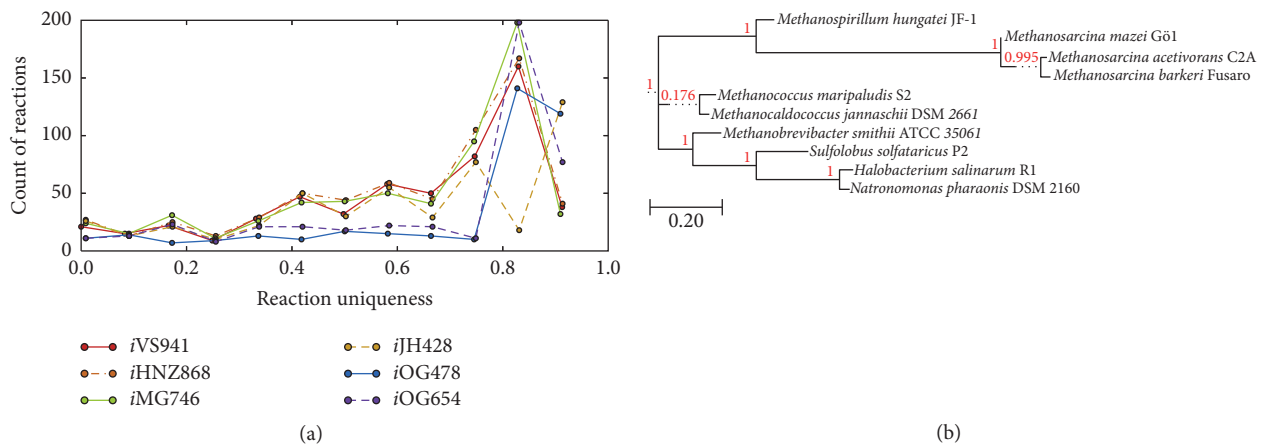 200
150
100
50
0
Count of reactions
0.0
0.2
0.4
0.6
0.8
1.0
Reaction uniqueness
iVS941
iHNZ868
iMG746
iJH428
iOG478
iOG654
(a)
Methanospirillum hungatei JF-1
1
Methanosarcina mazei Gö1
1
0.995
Methanosarcina acetivorans C2A
Methanosarcina barkeri Fusaro
1
0.176
Methanococcus maripaludis S2
Methanocaldococcus jannaschii DSM 2661
Methanobrevibacter smithii ATCC 35061
1
Sulfolobus solfataricus P2
1
1
Halobacterium salinarum R1
Natronomonas pharaonis DSM 2160
0.20
(b)